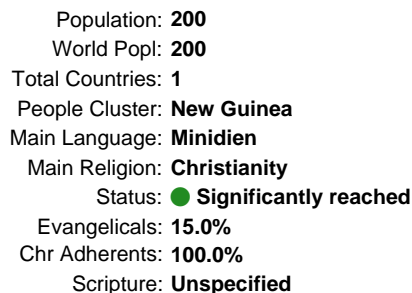 Population: 200
World Popl: 200
Total Countries: 1
People Cluster: New Guinea
Main Language: Minidien
Main Religion: Christianity
Status: Significantly reached
Evangelicals: 15.0%
Chr Adherents: 100.0%
Scripture: Unspecified